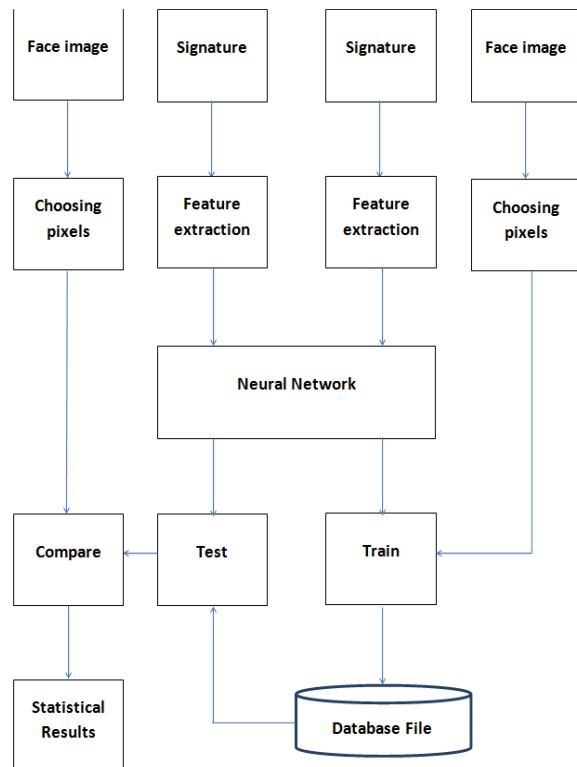 Face image
Signature
Signature
Face image
Choosing
pixels
Feature
extraction
Feature
extraction
Choosing
pixels
Neural Network
Compare
Test
Train
Statistical
Results
Database File